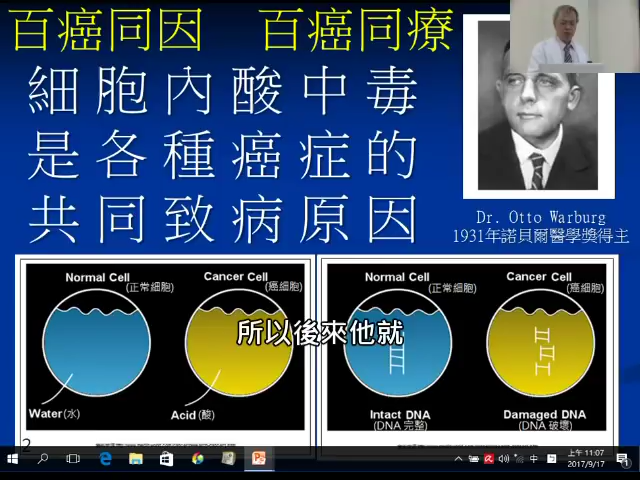 百癌同因 百癌同療
細胞內酸中毒
是各種癌症的
共同致病原因
Dr. Otto Warburg
1931年諾貝爾醫學獎得主
Normal Cell
(正常細胞)
Cancer Cell
(癌細胞)
Water(水)
Acid(酸)
Normal Cell
(正常細胞)
Cancer Cell
(癌細胞)
Intact DNA
(DNA 完整)
Damaged DNA
(DNA 破壞)
所以後來他就
2
中
上午 11:07
2017/9/17